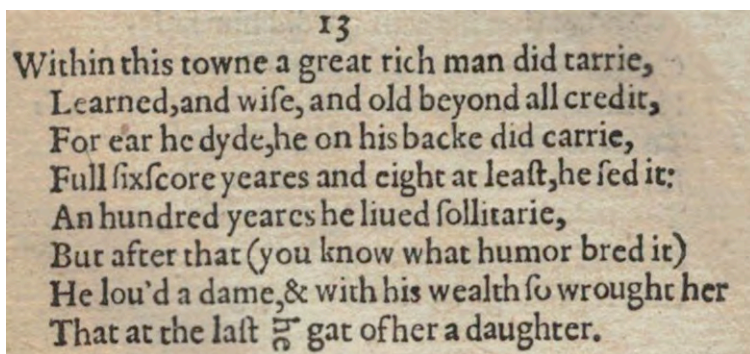 13
Within this towne a great rich man did tarrie,
Learned,and wiſe, and old beyond all credit,
For ear he dyde,he on his backe did carrie,
Full ſixſcore yeares and eight at leaſt,he ſed it:
An hundred yeares he liued ſollitarie,
But after that (you know what humor bred it)
He lou'd a dame,& with his wealth ſo wrought her
That at the laſt he gat of her a daughter.